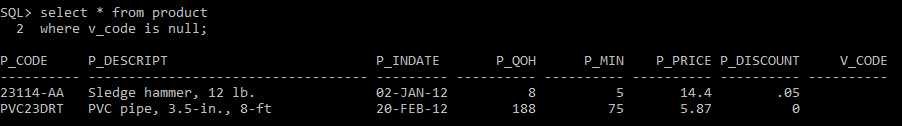 SQL> select * from product
  2  where v_code is null;
P_CODE     P_DESCRIPT                          P_INDATE       P_QOH      P_MIN    P_PRICE P_DISCOUNT     V_CODE
---------- ----------------------------------- --------- ---------- ---------- ---------- ---------- ----------
23114-AA   Sledge hammer, 12 lb.               02-JAN-12          8          5       14.4        .05
PVC23DRT   PVC pipe, 3.5-in., 8-ft             20-FEB-12        188         75       5.87          0